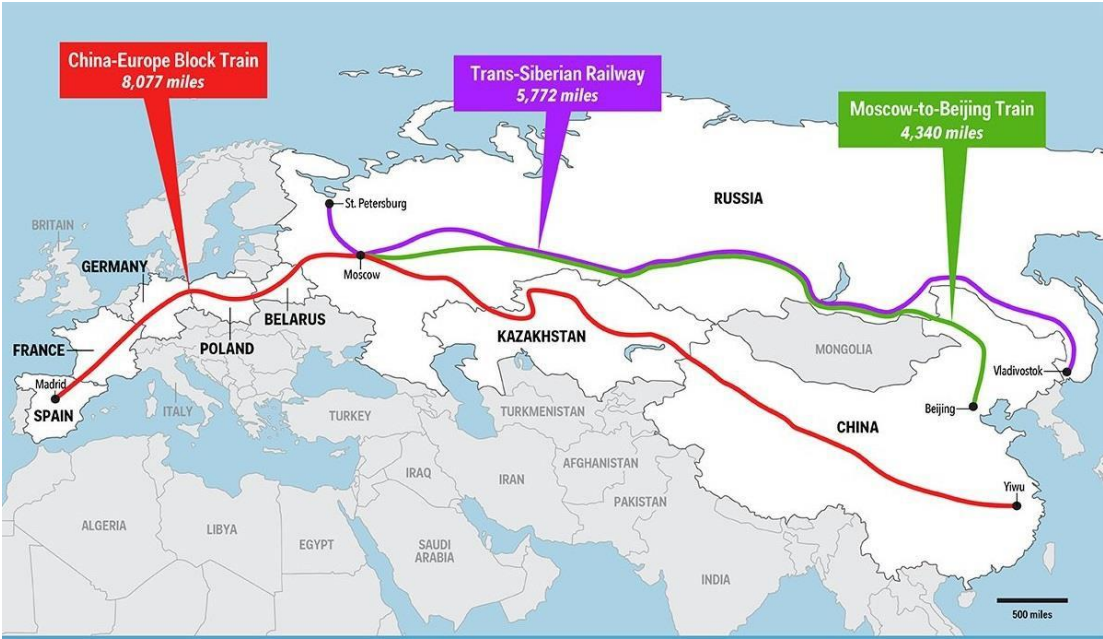 China-Europe Block Train
8,077 miles
Trans-Siberian Railway
5,772 miles
Moscow-to-Beijing Train
4,340 miles
RUSSIA
St. Petersburg
BRITAIN
GERMANY
Moscow
BELARUS
KAZAKHSTAN
POLAND
FRANCE
MONGOLIA
Vladivostok
Madrid
SPAIN
ITALY
TURKEY
TURKMENISTAN
Beijing
CHINA
AFGHANISTAN
IRAQ
IRAN
PAKISTAN
Yiwu
ALGERIA
LIBYA
EGYPT
SAUDI
ARABIA
INDIA
500 miles